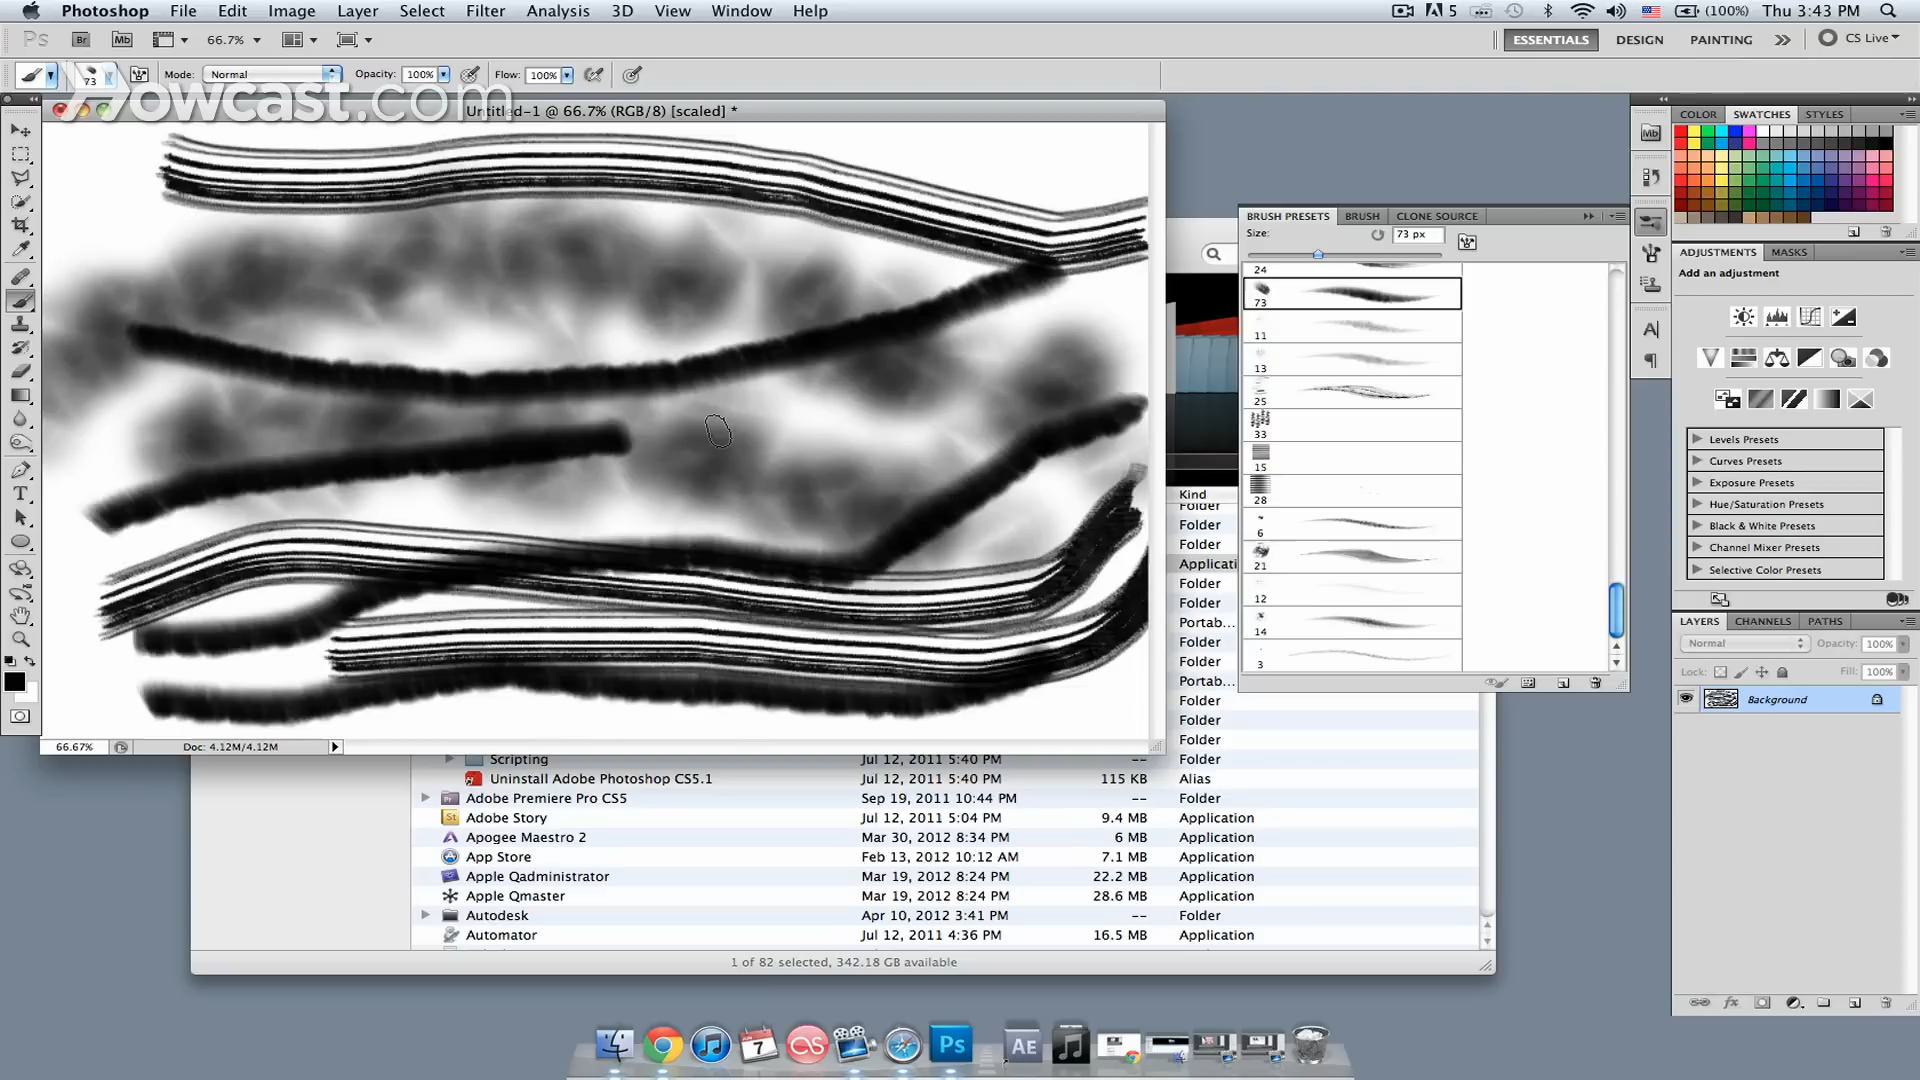 Photoshop File Edit Image Layer Select Filter Analysis 3D View Window Help
5 (100%) Thu 3:43 PM
Ps Br Mb 66.7% ESSENTIALS DESIGN PAINTING CS Live
73 Mode: Normal Opacity: 100% Flow: 100%
Howcast.com
Untitled-1 @ 66.7% (RGB/8) [scaled] *
COLOR SWATCHES STYLES
Mb
BRUSH PRESETS BRUSH CLONE SOURCE
Size: 73 px
24
73
11
13
25
33
15
28
6
21
12
14
3
ADJUSTMENTS MASKS
Add an adjustment
Levels Presets
Curves Presets
Exposure Presets
Hue/Saturation Presets
Black & White Presets
Channel Mixer Presets
Selective Color Presets
LAYERS CHANNELS PATHS
Normal Opacity: 100%
Lock: Fill: 100%
Background
Kind
Folder
Folder
Folder
Applicati
Folder
Folder
Portab...
Folder
Folder
Portab...
Folder
Folder
Folder
66.67% Doc: 4.12M/4.12M
Scripting Jul 12, 2011 5:40 PM -- Folder
Uninstall Adobe Photoshop CS5.1 Jul 12, 2011 5:40 PM 115 KB Alias
Adobe Premiere Pro CS5 Sep 19, 2011 10:44 PM -- Folder
Adobe Story Jul 12, 2011 5:04 PM 9.4 MB Application
Apogee Maestro 2 Mar 30, 2012 8:34 PM 6 MB Application
App Store Feb 13, 2012 10:12 AM 7.1 MB Application
Apple Qadministrator Mar 19, 2012 8:24 PM 22.2 MB Application
Apple Qmaster Mar 19, 2012 8:24 PM 28.6 MB Application
Autodesk Apr 10, 2012 3:41 PM -- Folder
Automator Jul 12, 2011 4:36 PM 16.5 MB Application
1 of 82 selected, 342.18 GB available
7 Ps AE